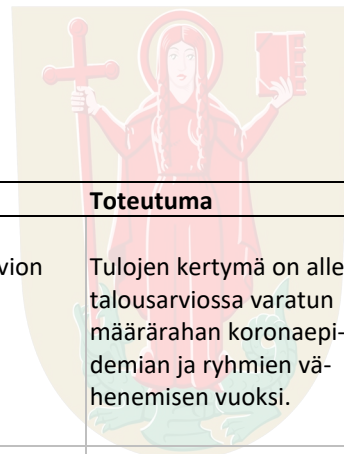 Toteutuma
vion
Tulojen kertymä on alle
talousarviossa varatun
määrärahan koronaepi-
demian ja ryhmien vä-
henemisen vuoksi.